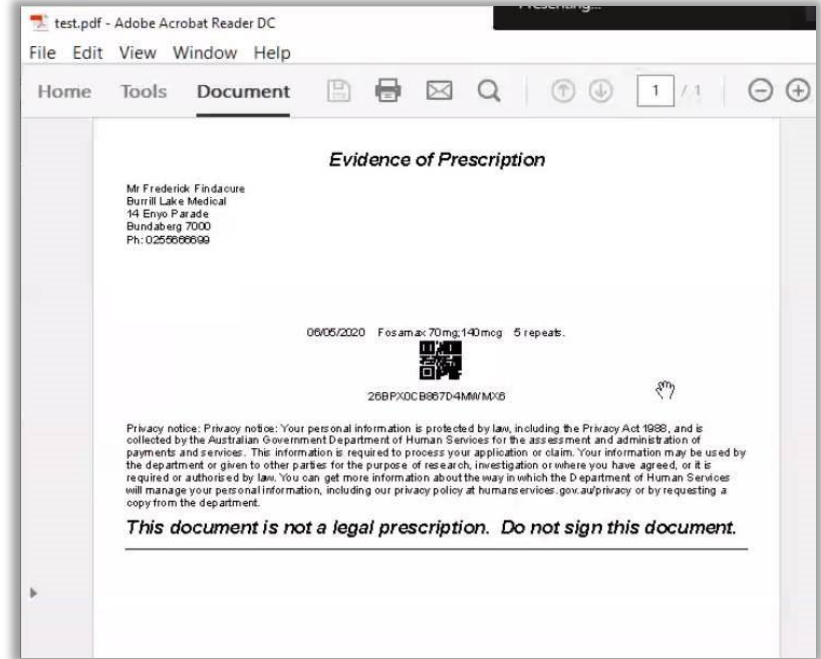 Presenting...
test.pdf - Adobe Acrobat Reader DC
File Edit View Window Help
Home Tools Document 1 / 1
Evidence of Prescription
Mr Frederick Findacure
Burrill Lake Medical
14 Enyo Parade
Bundaberg 7000
Ph: 0255666699
06/05/2020 Fosamax 70mg;140mcg 5 repeats.
26BPX0CB867D4MWMX6
Privacy notice: Privacy notice: Your personal information is protected by law, including the Privacy Act 1988, and is
collected by the Australian Government Department of Human Services for the assessment and administration of
payments and services. This information is required to process your application or claim. Your information may be used by
the department or given to other parties for the purpose of research, investigation or where you have agreed, or it is
required or authorised by law. You can get more information about the way in which the Department of Human Services
will manage your personal information, including our privacy policy at humanservices.gov.au/privacy or by requesting a
copy from the department.
This document is not a legal prescription. Do not sign this document.